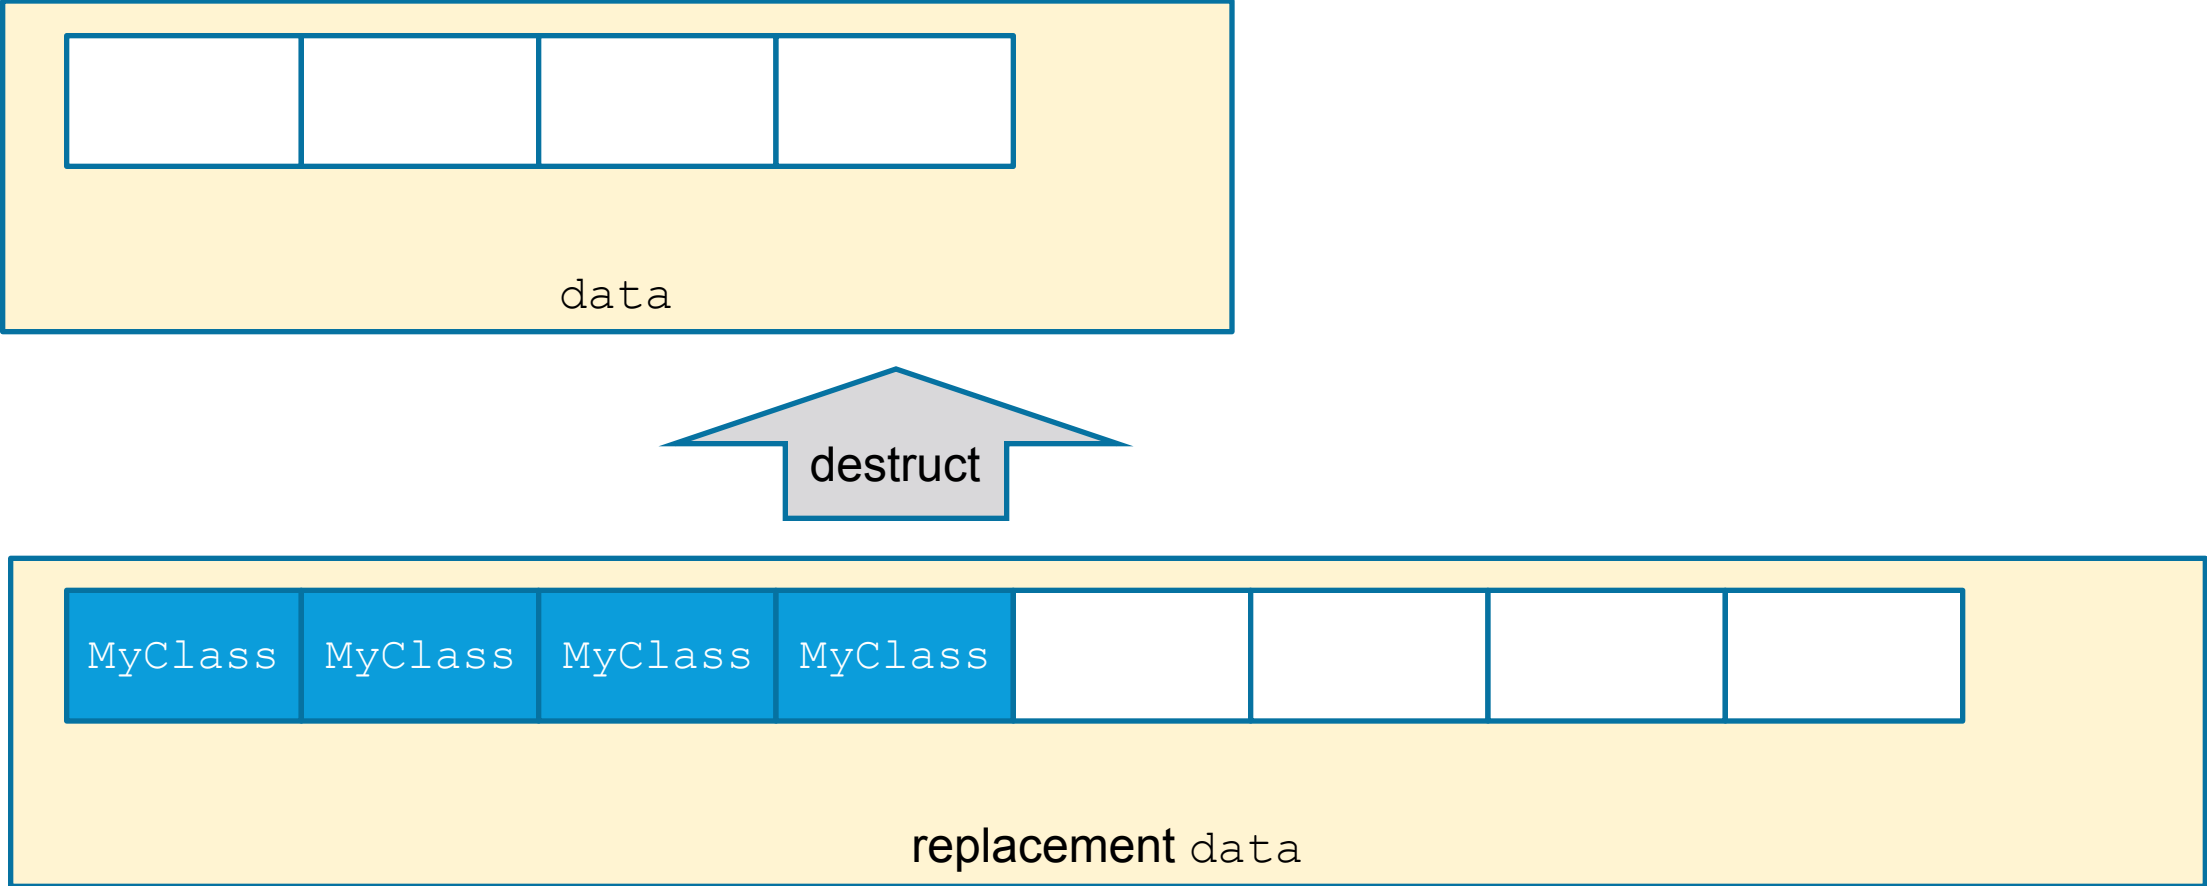 data
destruct
MyClass MyClass MyClass MyClass
replacement data